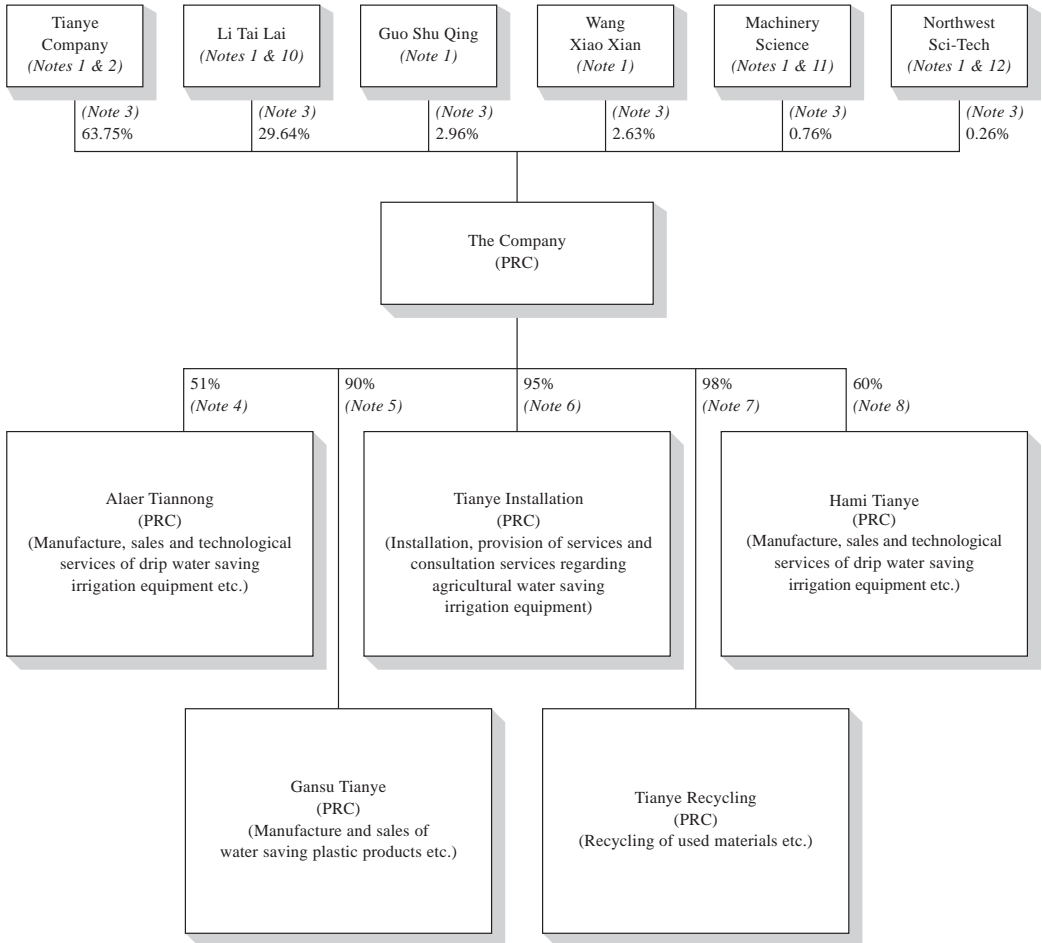 Tianye
Company
(Notes 1 & 2)
Li Tai Lai
(Notes 1 & 10)
Guo Shu Qing
(Note 1)
Wang
Xiao Xian
(Note 1)
Machinery
Science
(Notes 1 & 11)
Northwest
Sci-Tech
(Notes 1 & 12)
(Note 3)
63.75%
(Note 3)
29.64%
(Note 3)
2.96%
(Note 3)
2.63%
(Note 3)
0.76%
(Note 3)
0.26%
The Company
(PRC)
51%
(Note 4)
90%
(Note 5)
95%
(Note 6)
98%
(Note 7)
60%
(Note 8)
Alaer Tiannong
(PRC)
(Manufacture, sales and technological
services of drip water saving
irrigation equipment etc.)
Tianye Installation
(PRC)
(Installation, provision of services and
consultation services regarding
agricultural water saving
irrigation equipment)
Hami Tianye
(PRC)
(Manufacture, sales and technological
services of drip water saving
irrigation equipment etc.)
Gansu Tianye
(PRC)
(Manufacture and sales of
water saving plastic products etc.)
Tianye Recycling
(PRC)
(Recycling of used materials etc.)